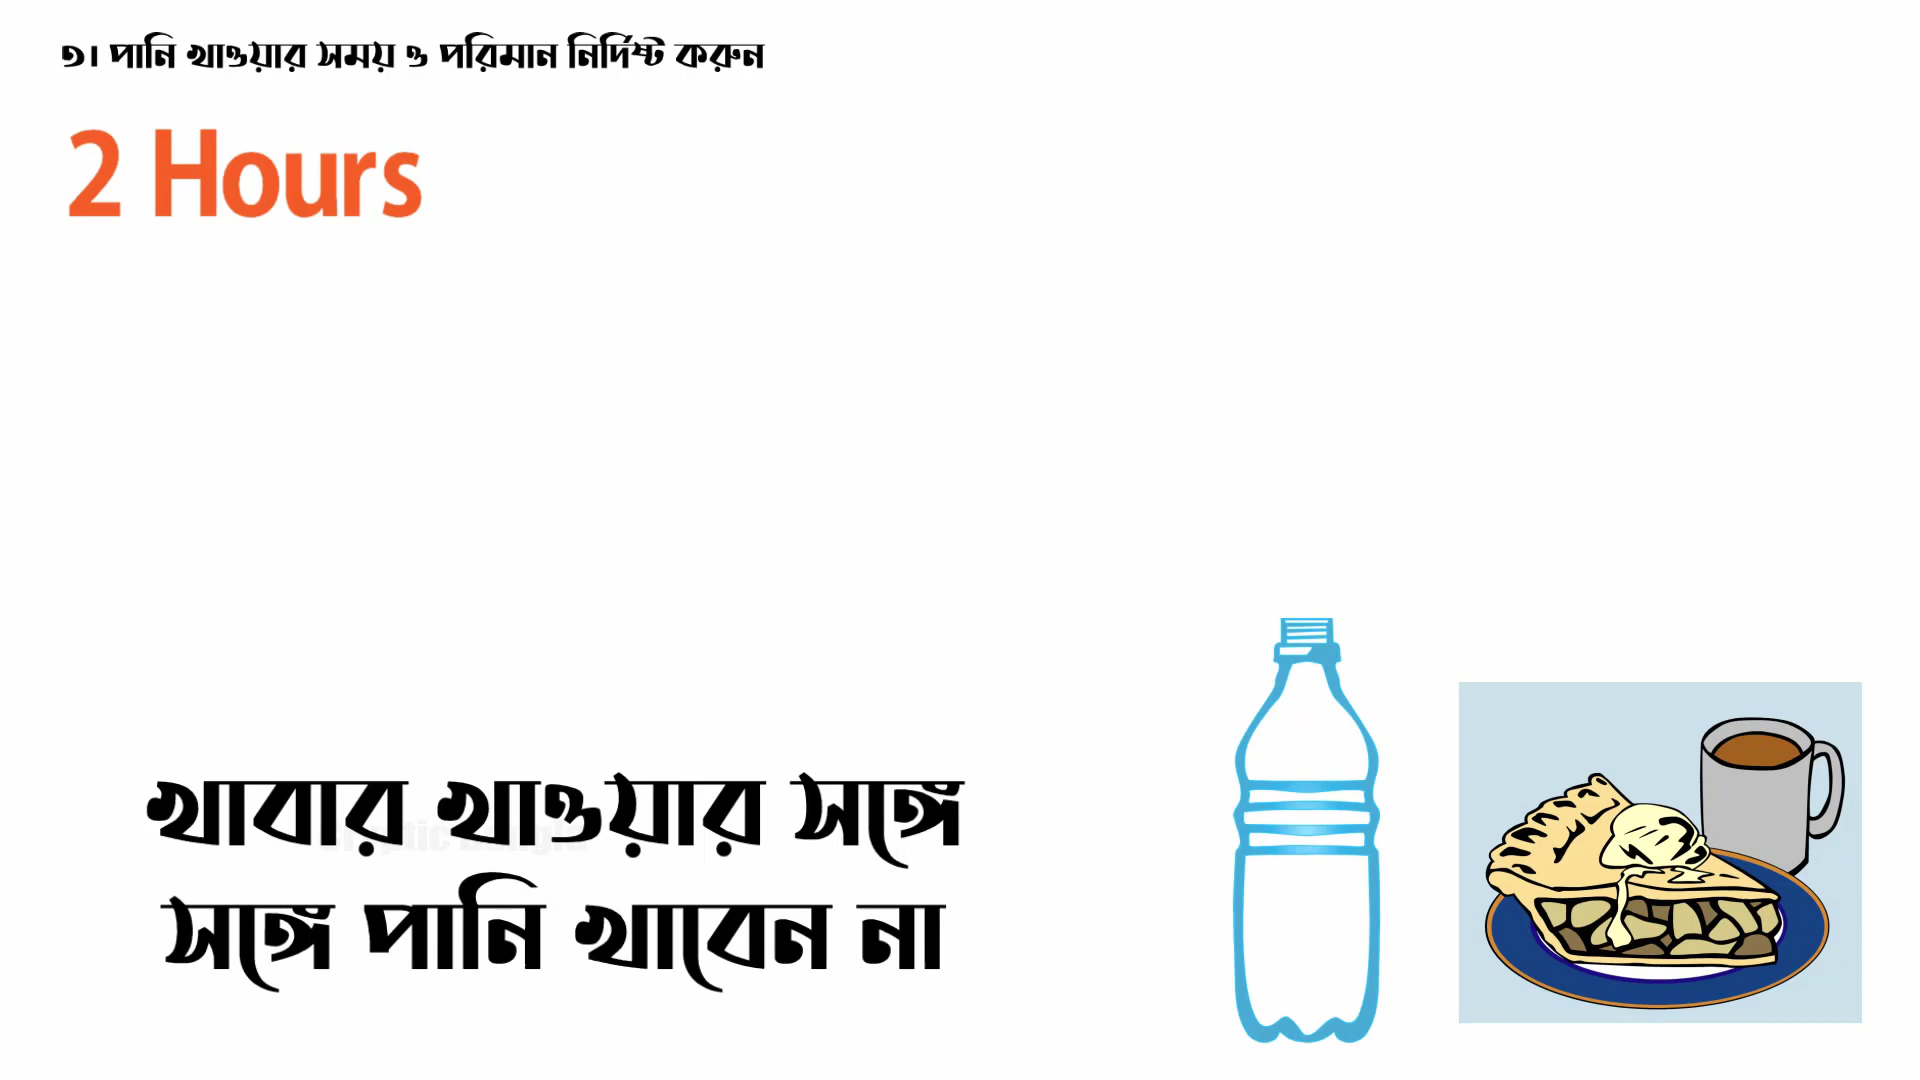 ৩। পানি খাওয়ার সময় ও পরিমান নির্দিষ্ট করুন
2 Hours
খাবার খাওয়ার সঙ্গে
সঙ্গে পানি খাবেন না